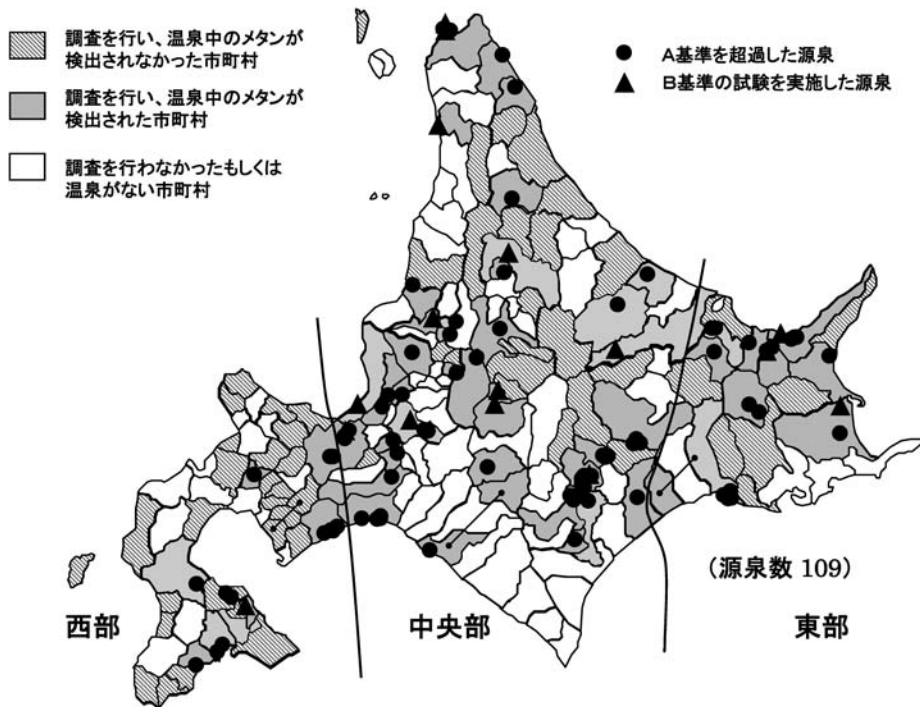 調査を行い、温泉中のメタンが
検出されなかった市町村
調査を行い、温泉中のメタンが
検出された市町村
調査を行わなかったもしくは
温泉がない市町村
A基準を超過した源泉
B基準の試験を実施した源泉
(源泉数 109)
西部
中央部
東部